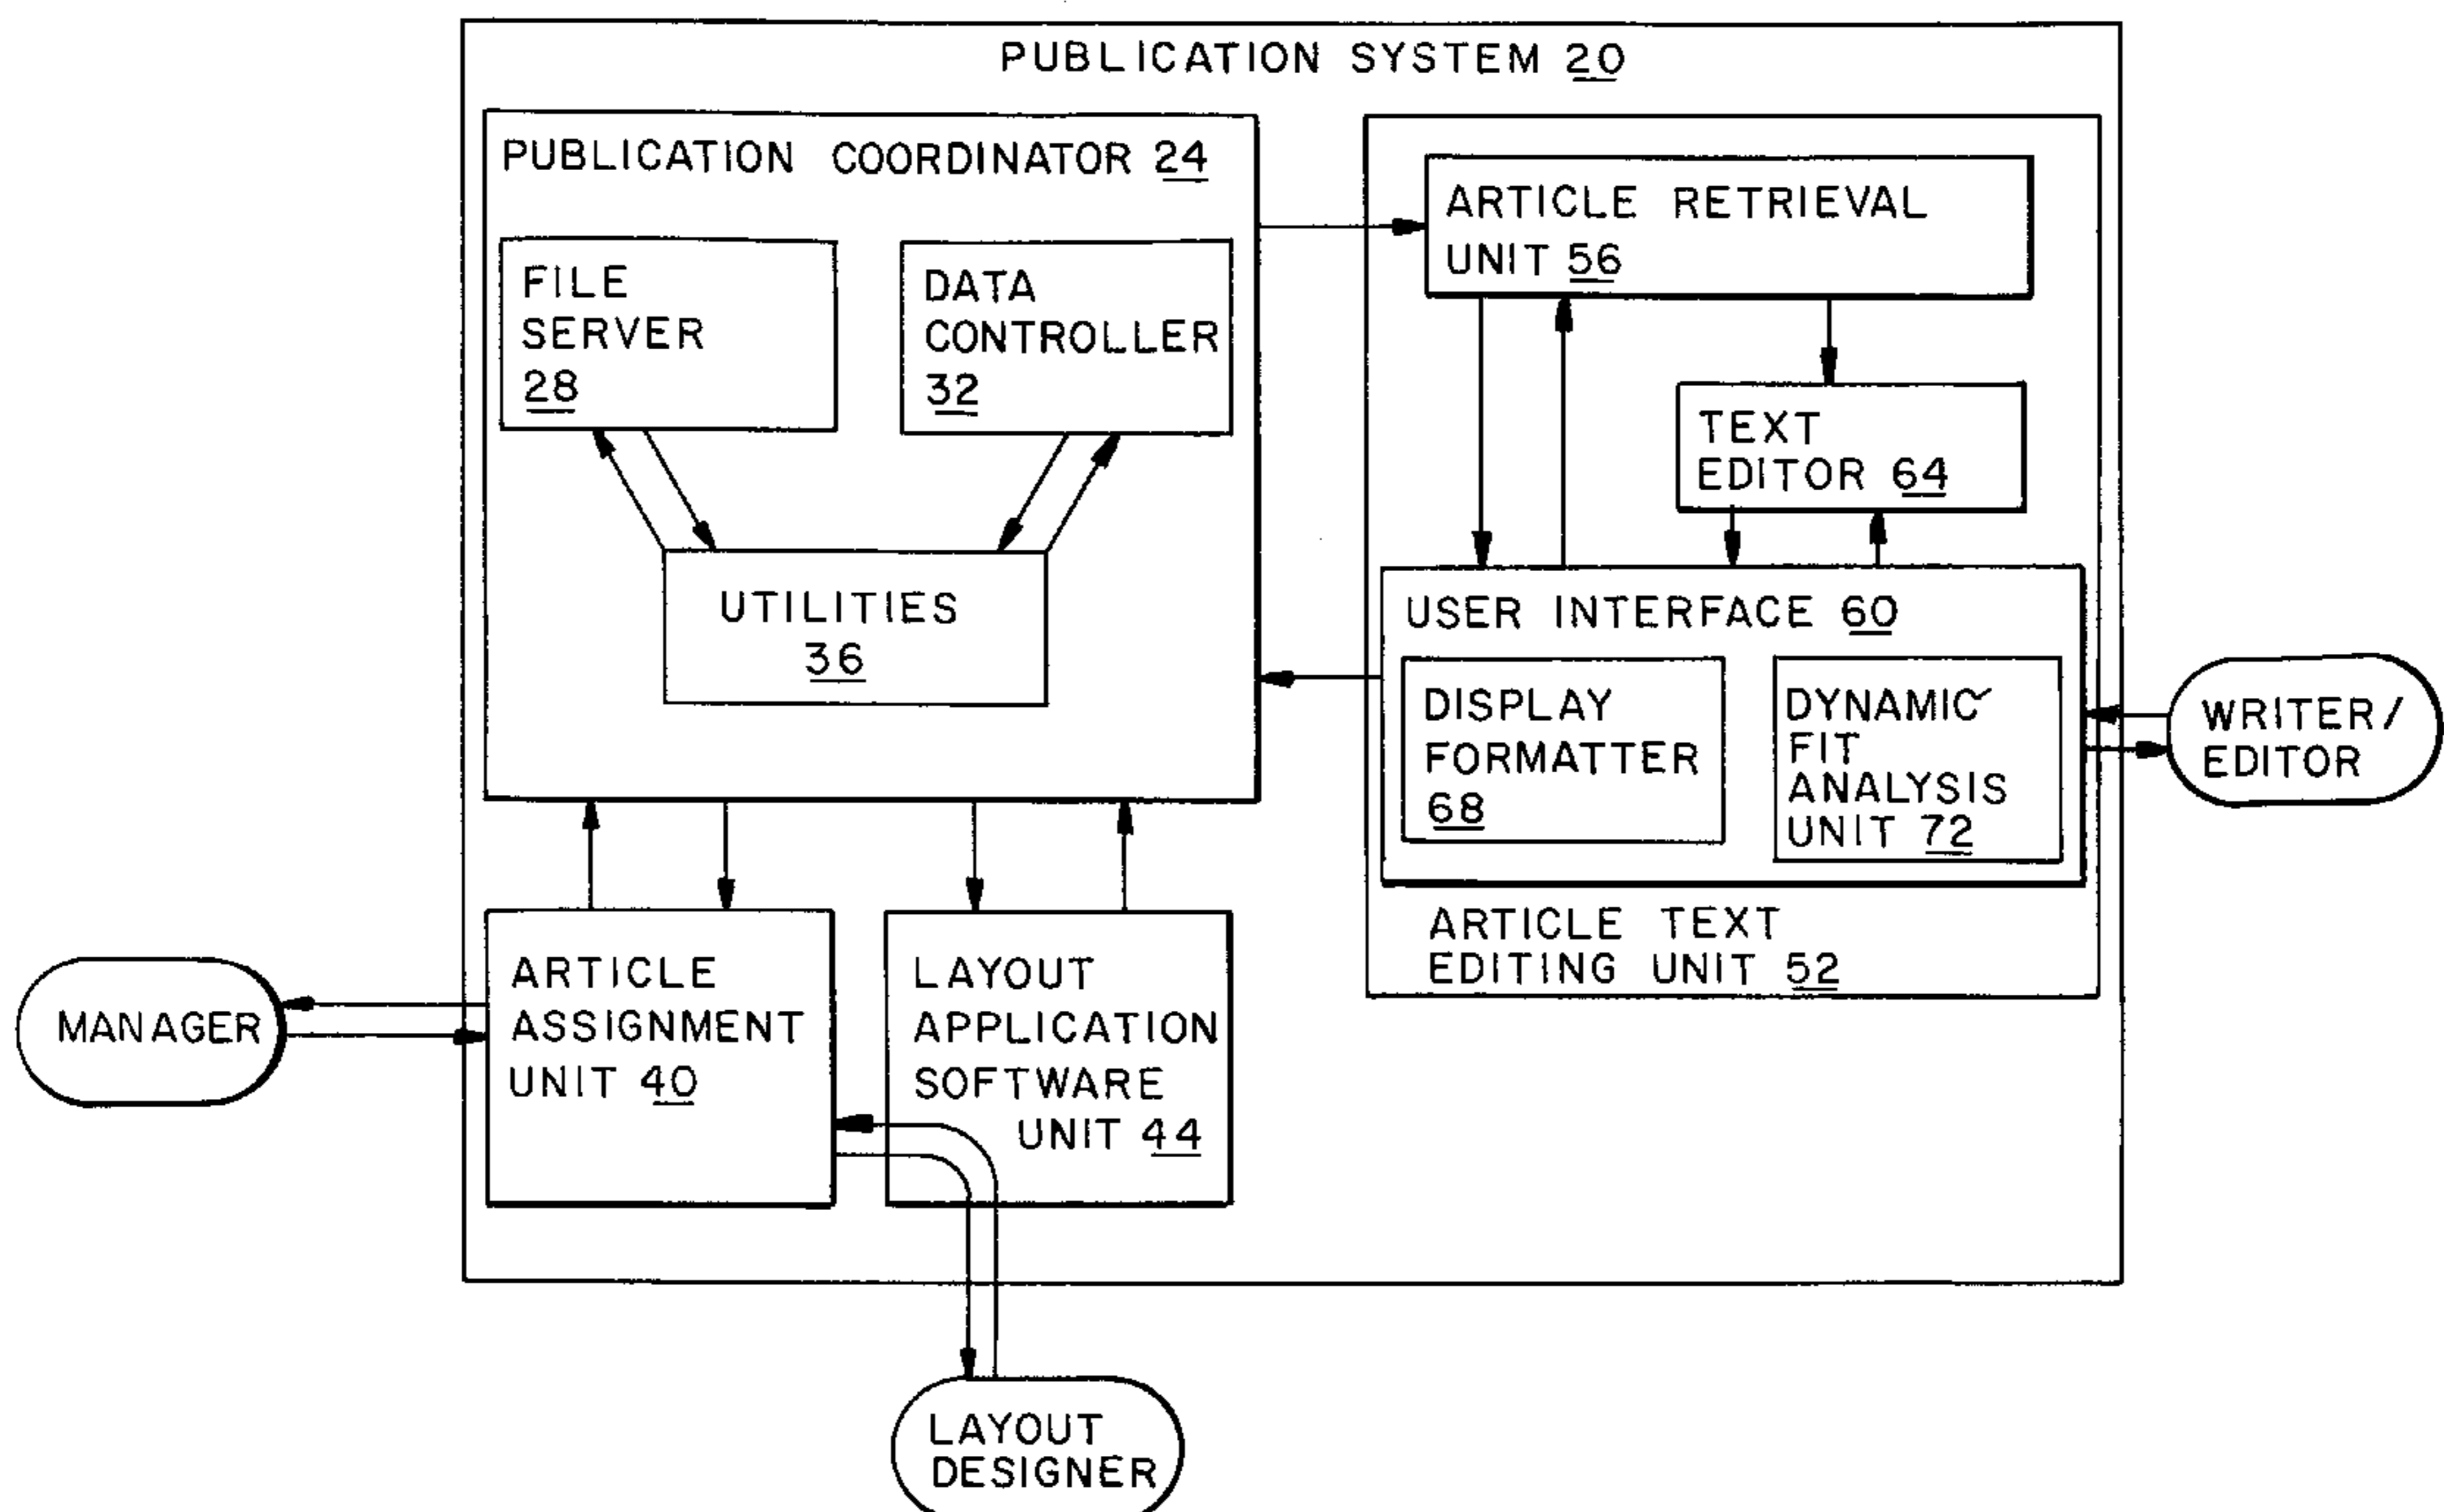 PUBLICATION SYSTEM 20
PUBLICATION COORDINATOR 24
FILE
SERVER
28
DATA
CONTROLLER
32
UTILITIES
36
ARTICLE RETRIEVAL
UNIT 56
TEXT
EDITOR 64
USER INTERFACE 60
DISPLAY
FORMATTER
68
DYNAMIC
FIT
ANALYSIS
UNIT 72
ARTICLE TEXT
EDITING UNIT 52
WRITER/
EDITOR
MANAGER
ARTICLE
ASSIGNMENT
UNIT 40
LAYOUT
APPLICATION
SOFTWARE
UNIT 44
LAYOUT
DESIGNER